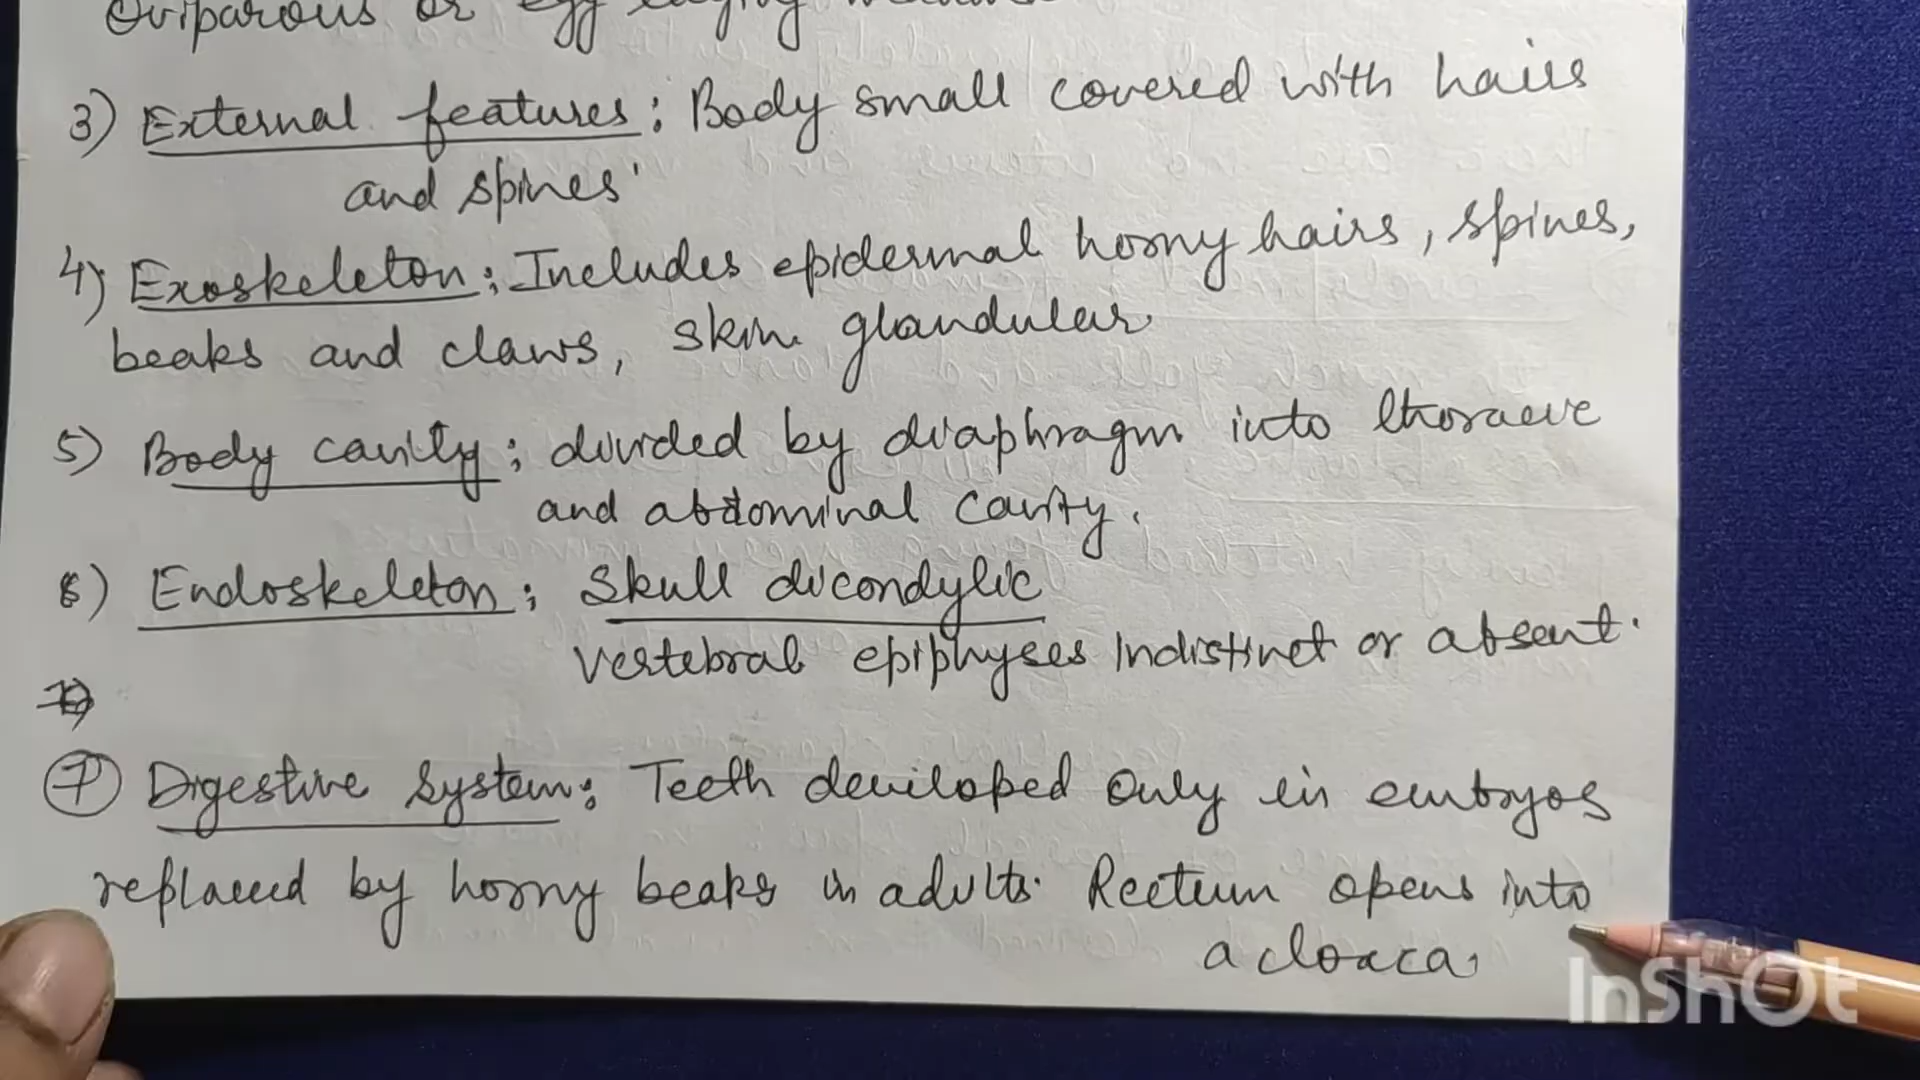 Oviparous or egg laying
3) External features: Body small covered with hairs
and spines
4) Exoskeleton: Includes epidermal horny hairs, spines,
beaks and claws, skin glandular
5) Body cavity: divided by diaphragm into thoracic
and abdominal cavity.
6) Endoskeleton: Skull dicondylic
vertebral epiphyses Indistinct or absent.
7 Digestive system: Teeth developed only in embryos
replaced by horny beaks in adults. Rectum opens into
a cloaca.
InShOt